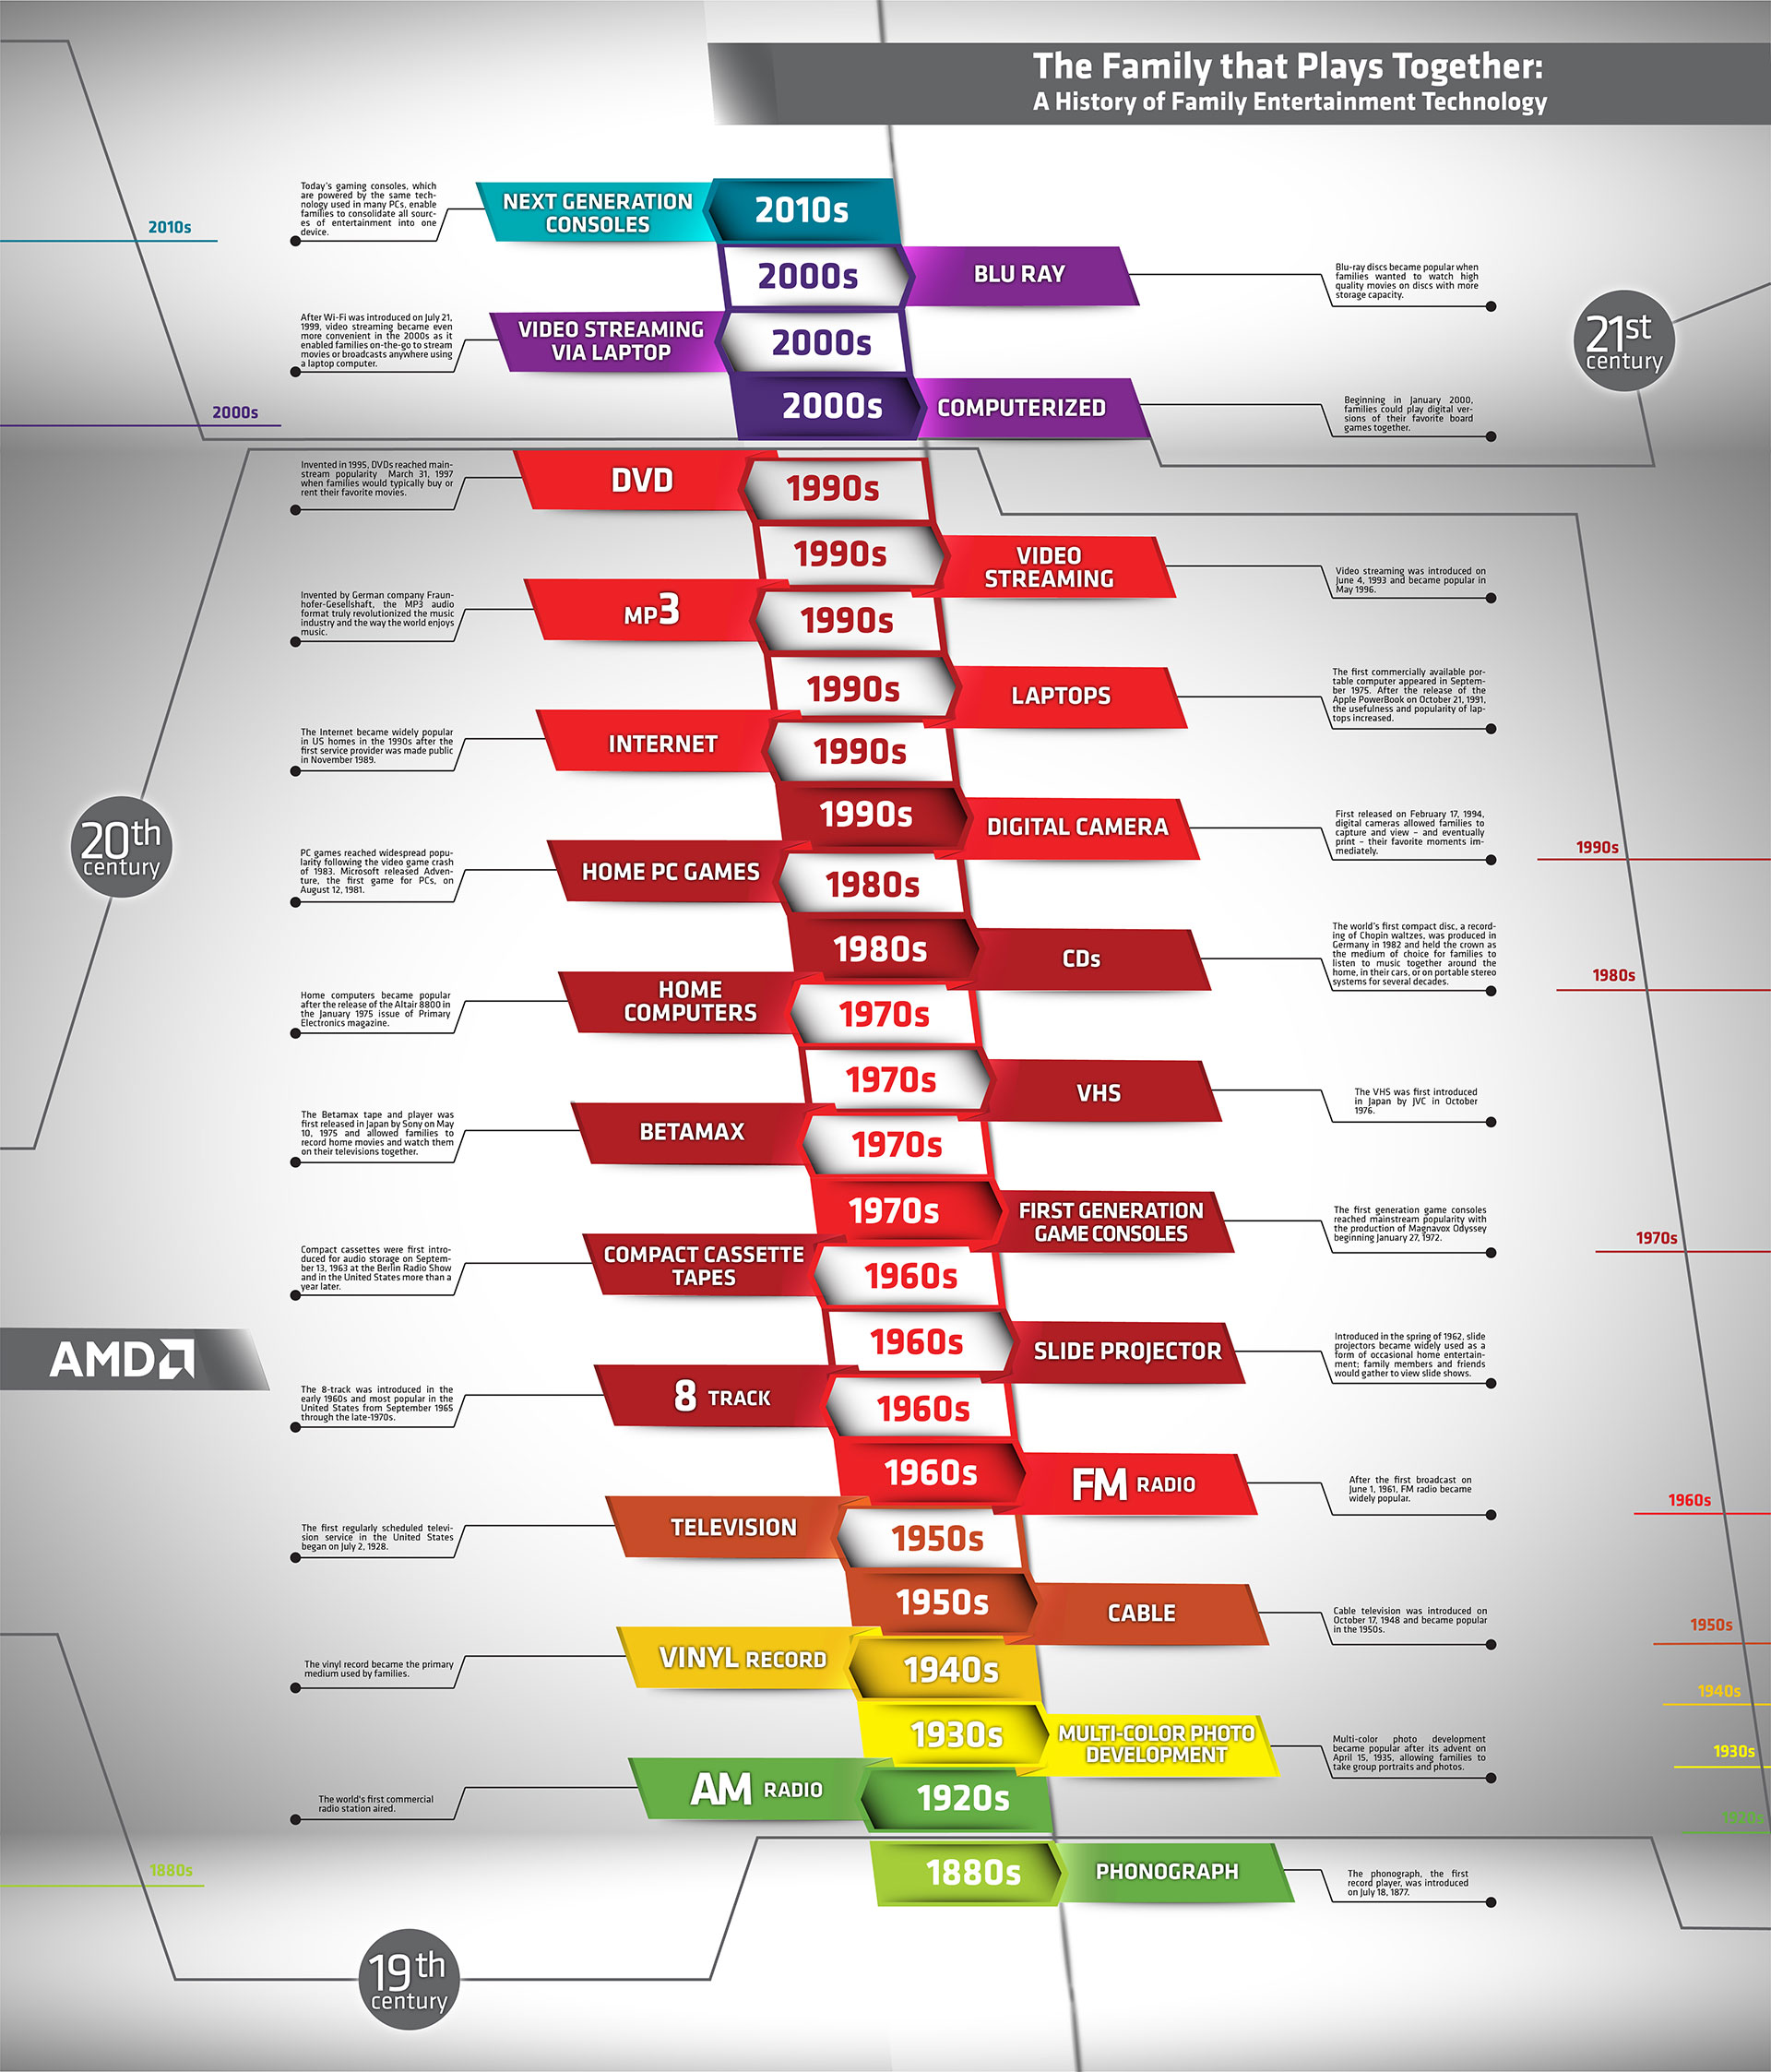 The Family that Plays Together:
A History of Family Entertainment Technology
Today's gaming consoles, which
are powered by the same tech-
nology used in many PCs, enable
families to consolidate all sourc-
es of entertainment into one
device.
NEXT GENERATION
CONSOLES
2010s
2010s
2000s
BLU RAY
Blu-ray discs became popular when
families wanted to watch high
quality movies on discs with more
storage capacity.
21st
century
After Wi-Fi was introduced on July 21,
1999, video streaming became even
more convenient in the 2000s as it
enabled families on-the-go to stream
movies or broadcasts anywhere using
a laptop computer.
VIDEO STREAMING
VIA LAPTOP
2000s
2000s
2000s
COMPUTERIZED
Beginning in January 2000,
families could play digital ver-
sions of their favorite board
games together.
Invented in 1995, DVDs reached main-
stream popularity March 31, 1997
when families would typically buy or
rent their favorite movies.
DVD
1990s
1990s
VIDEO
STREAMING
Video streaming was introduced on
June 4, 1993 and became popular in
May 1996.
Invented by German company Fraun-
hofer-Gesellshaft, the MP3 audio
format truly revolutionized the music
industry and the way the world enjoys
music.
MP3
1990s
1990s
LAPTOPS
The first commercially available por-
table computer appeared in Septem-
ber 1975. After the release of the
Apple PowerBook on October 21, 1991,
the usefulness and popularity of lap-
tops increased.
The Internet became widely popular
in US homes in the 1990s after the
first service provider was made public
in November 1989.
INTERNET
1990s
1990s
DIGITAL CAMERA
First released on February 17, 1994,
digital cameras allowed families to
capture and view – and eventually
print – their favorite moments im-
mediately.
1990s
20th
century
PC games reached widespread popu-
larity following the video game crash
of 1983. Microsoft released Adven-
ture, the first game for PCs, on
August 12, 1981.
HOME PC GAMES
1980s
1980s
CDs
The world's first compact disc, a record-
ing of Chopin waltzes, was produced in
Germany in 1982 and held the crown as
the medium of choice for families to
listen to music together around the
home, in their cars, or on portable stereo
systems for several decades.
1980s
Home computers became popular
after the release of the Altair 8800 in
the January 1975 issue of Primary
Electronics magazine.
HOME
COMPUTERS
1970s
1970s
VHS
The VHS was first introduced
in Japan by JVC in October
1976.
The Betamax tape and player was
first released in Japan by Sony on May
10, 1975 and allowed families to
record home movies and watch them
on their televisions together.
BETAMAX
1970s
1970s
FIRST GENERATION
GAME CONSOLES
The first generation game consoles
reached mainstream popularity with
the production of Magnavox Odyssey
beginning January 27, 1972.
1970s
Compact cassettes were first intro-
duced for audio storage on Septem-
ber 13, 1963 at the Berlin Radio Show
and in the United States more than a
year later.
COMPACT CASSETTE
TAPES
1960s
1960s
SLIDE PROJECTOR
Introduced in the spring of 1962, slide
projectors became widely used as a
form of occasional home entertain-
ment; family members and friends
would gather to view slide shows.
AMD
The 8-track was introduced in the
early 1960s and most popular in the
United States from September 1965
through the late-1970s.
8 TRACK
1960s
1960s
FM RADIO
After the first broadcast on
June 1, 1961, FM radio became
widely popular.
1960s
The first regularly scheduled televi-
sion service in the United States
began on July 2, 1928.
TELEVISION
1950s
1950s
CABLE
Cable television was introduced on
October 17, 1948 and became popular
in the 1950s.
1950s
The vinyl record became the primary
medium used by families.
VINYL RECORD
1940s
1940s
1930s
MULTI-COLOR PHOTO
DEVELOPMENT
Multi-color photo development
became popular after its advent on
April 15, 1935, allowing families to
take group portraits and photos.
1930s
The world's first commercial
radio station aired.
AM RADIO
1920s
1920s
1880s
1880s
PHONOGRAPH
The phonograph, the first
record player, was introduced
on July 18, 1877.
19th
century